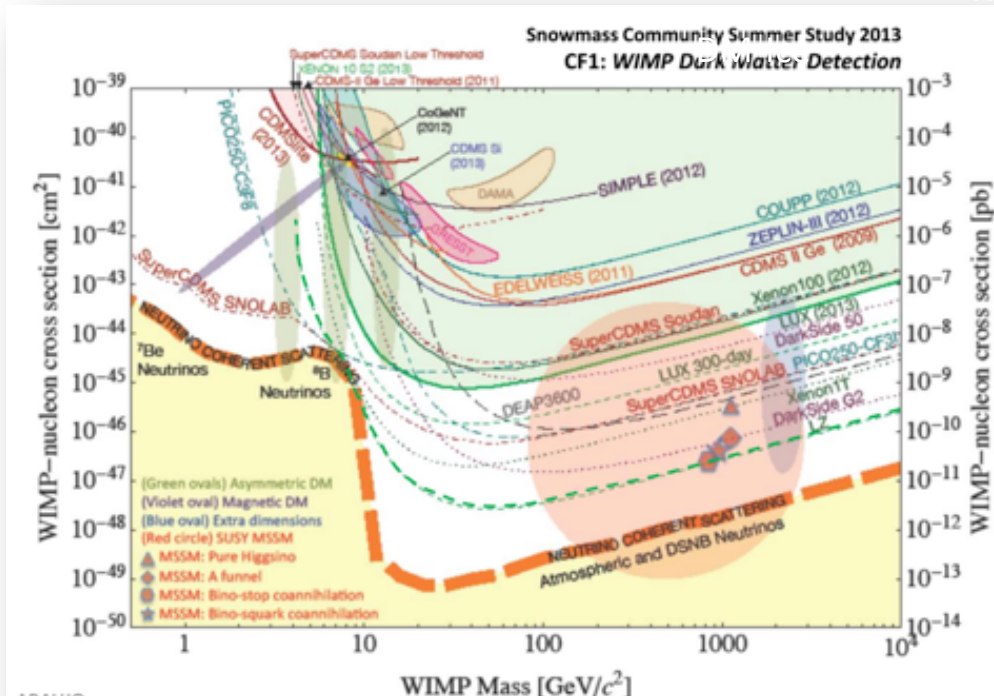 Snowmass Community Summer Study 2013
CF1: WIMP Dark Matter Detection
SuperCDMS Soudan Low Threshold
XENON 10 S2 (2013)
CDMS-II Ge Low Threshold (2011)
10⁻³⁹
10⁻⁴⁰
10⁻⁴¹
10⁻⁴²
10⁻⁴³
10⁻⁴⁴
10⁻⁴⁵
10⁻⁴⁶
10⁻⁴⁷
10⁻⁴⁸
10⁻⁴⁹
10⁻⁵⁰
WIMP–nucleon cross section [cm²]
10⁻³
10⁻⁴
10⁻⁵
10⁻⁶
10⁻⁷
10⁻⁸
10⁻⁹
10⁻¹⁰
10⁻¹¹
10⁻¹²
10⁻¹³
10⁻¹⁴
WIMP–nucleon cross section [pb]
PICO250-C3F8
CDMSlite
(2013)
CoGeNT
(2012)
CDMS Si
(2013)
DAMA
SIMPLE (2012)
CRESST
COUPP (2012)
ZEPLIN-III (2012)
EDELWEISS (2011)
CDMS II Ge (2009)
Xenon100 (2012)
SuperCDMS SNOLAB
SuperCDMS Soudan
LUX (2013)
DarkSide 50
NEUTRINO COHERENT SCATTERING
⁷Be
Neutrinos
⁸B
Neutrinos
LUX 300-day
PICO250-CF3I
SuperCDMS SNOLAB
DEAP3600
Xenon1T
DarkSide G2
LZ
(Green ovals) Asymmetric DM
(Violet oval) Magnetic DM
(Blue oval) Extra dimensions
(Red circle) SUSY MSSM
MSSM: Pure Higgsino
MSSM: A funnel
MSSM: Bino-stop coannihilation
MSSM: Bino-squark coannihilation
NEUTRINO COHERENT SCATTERING
Atmospheric and DSNB Neutrinos
1
10
100
1000
10⁴
WIMP Mass [GeV/c²]